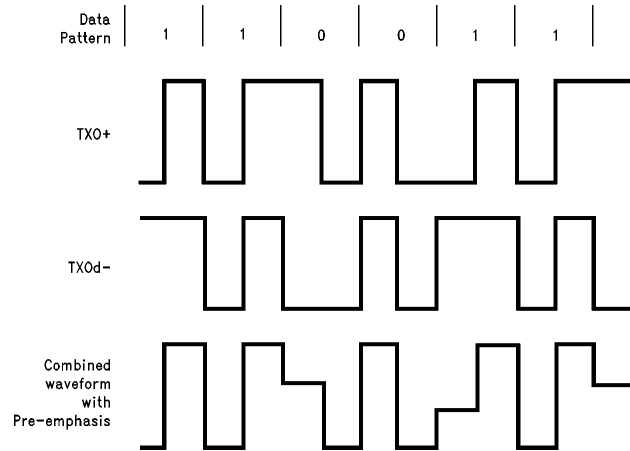 Data
Pattern
1 1 0 0 1 1
TXO+
TXOd-
Combined
waveform
with
Pre-emphasis